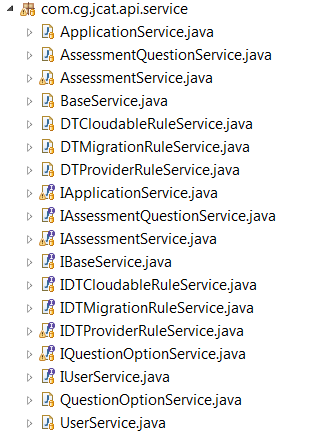 com.cg.jcat.api.service
ApplicationService.java
AssessmentQuestionService.java
AssessmentService.java
BaseService.java
DTCloudableRuleService.java
DTMigrationRuleService.java
DTProviderRuleService.java
IApplicationService.java
IAssessmentQuestionService.java
IAssessmentService.java
IBaseService.java
IDTCloudableRuleService.java
IDTMigrationRuleService.java
IDTProviderRuleService.java
IQuestionOptionService.java
IUserService.java
QuestionOptionService.java
UserService.java